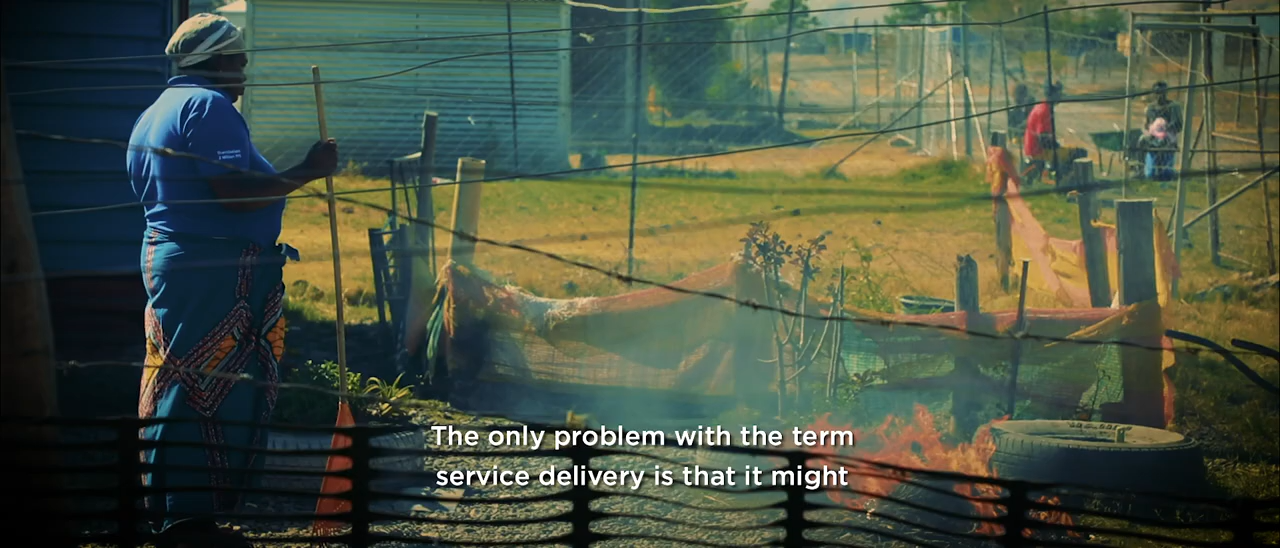 The only problem with the term
service delivery is that it might